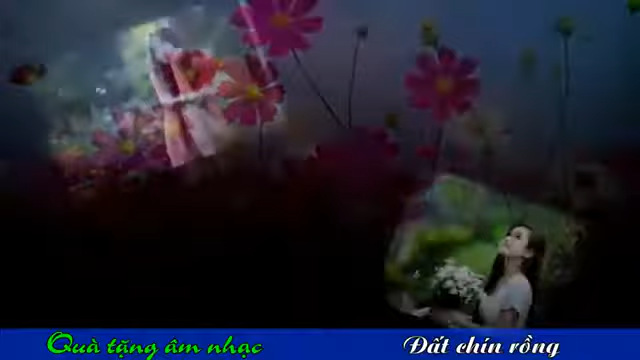 Quà tặng âm nhạc
Đất chín rồng